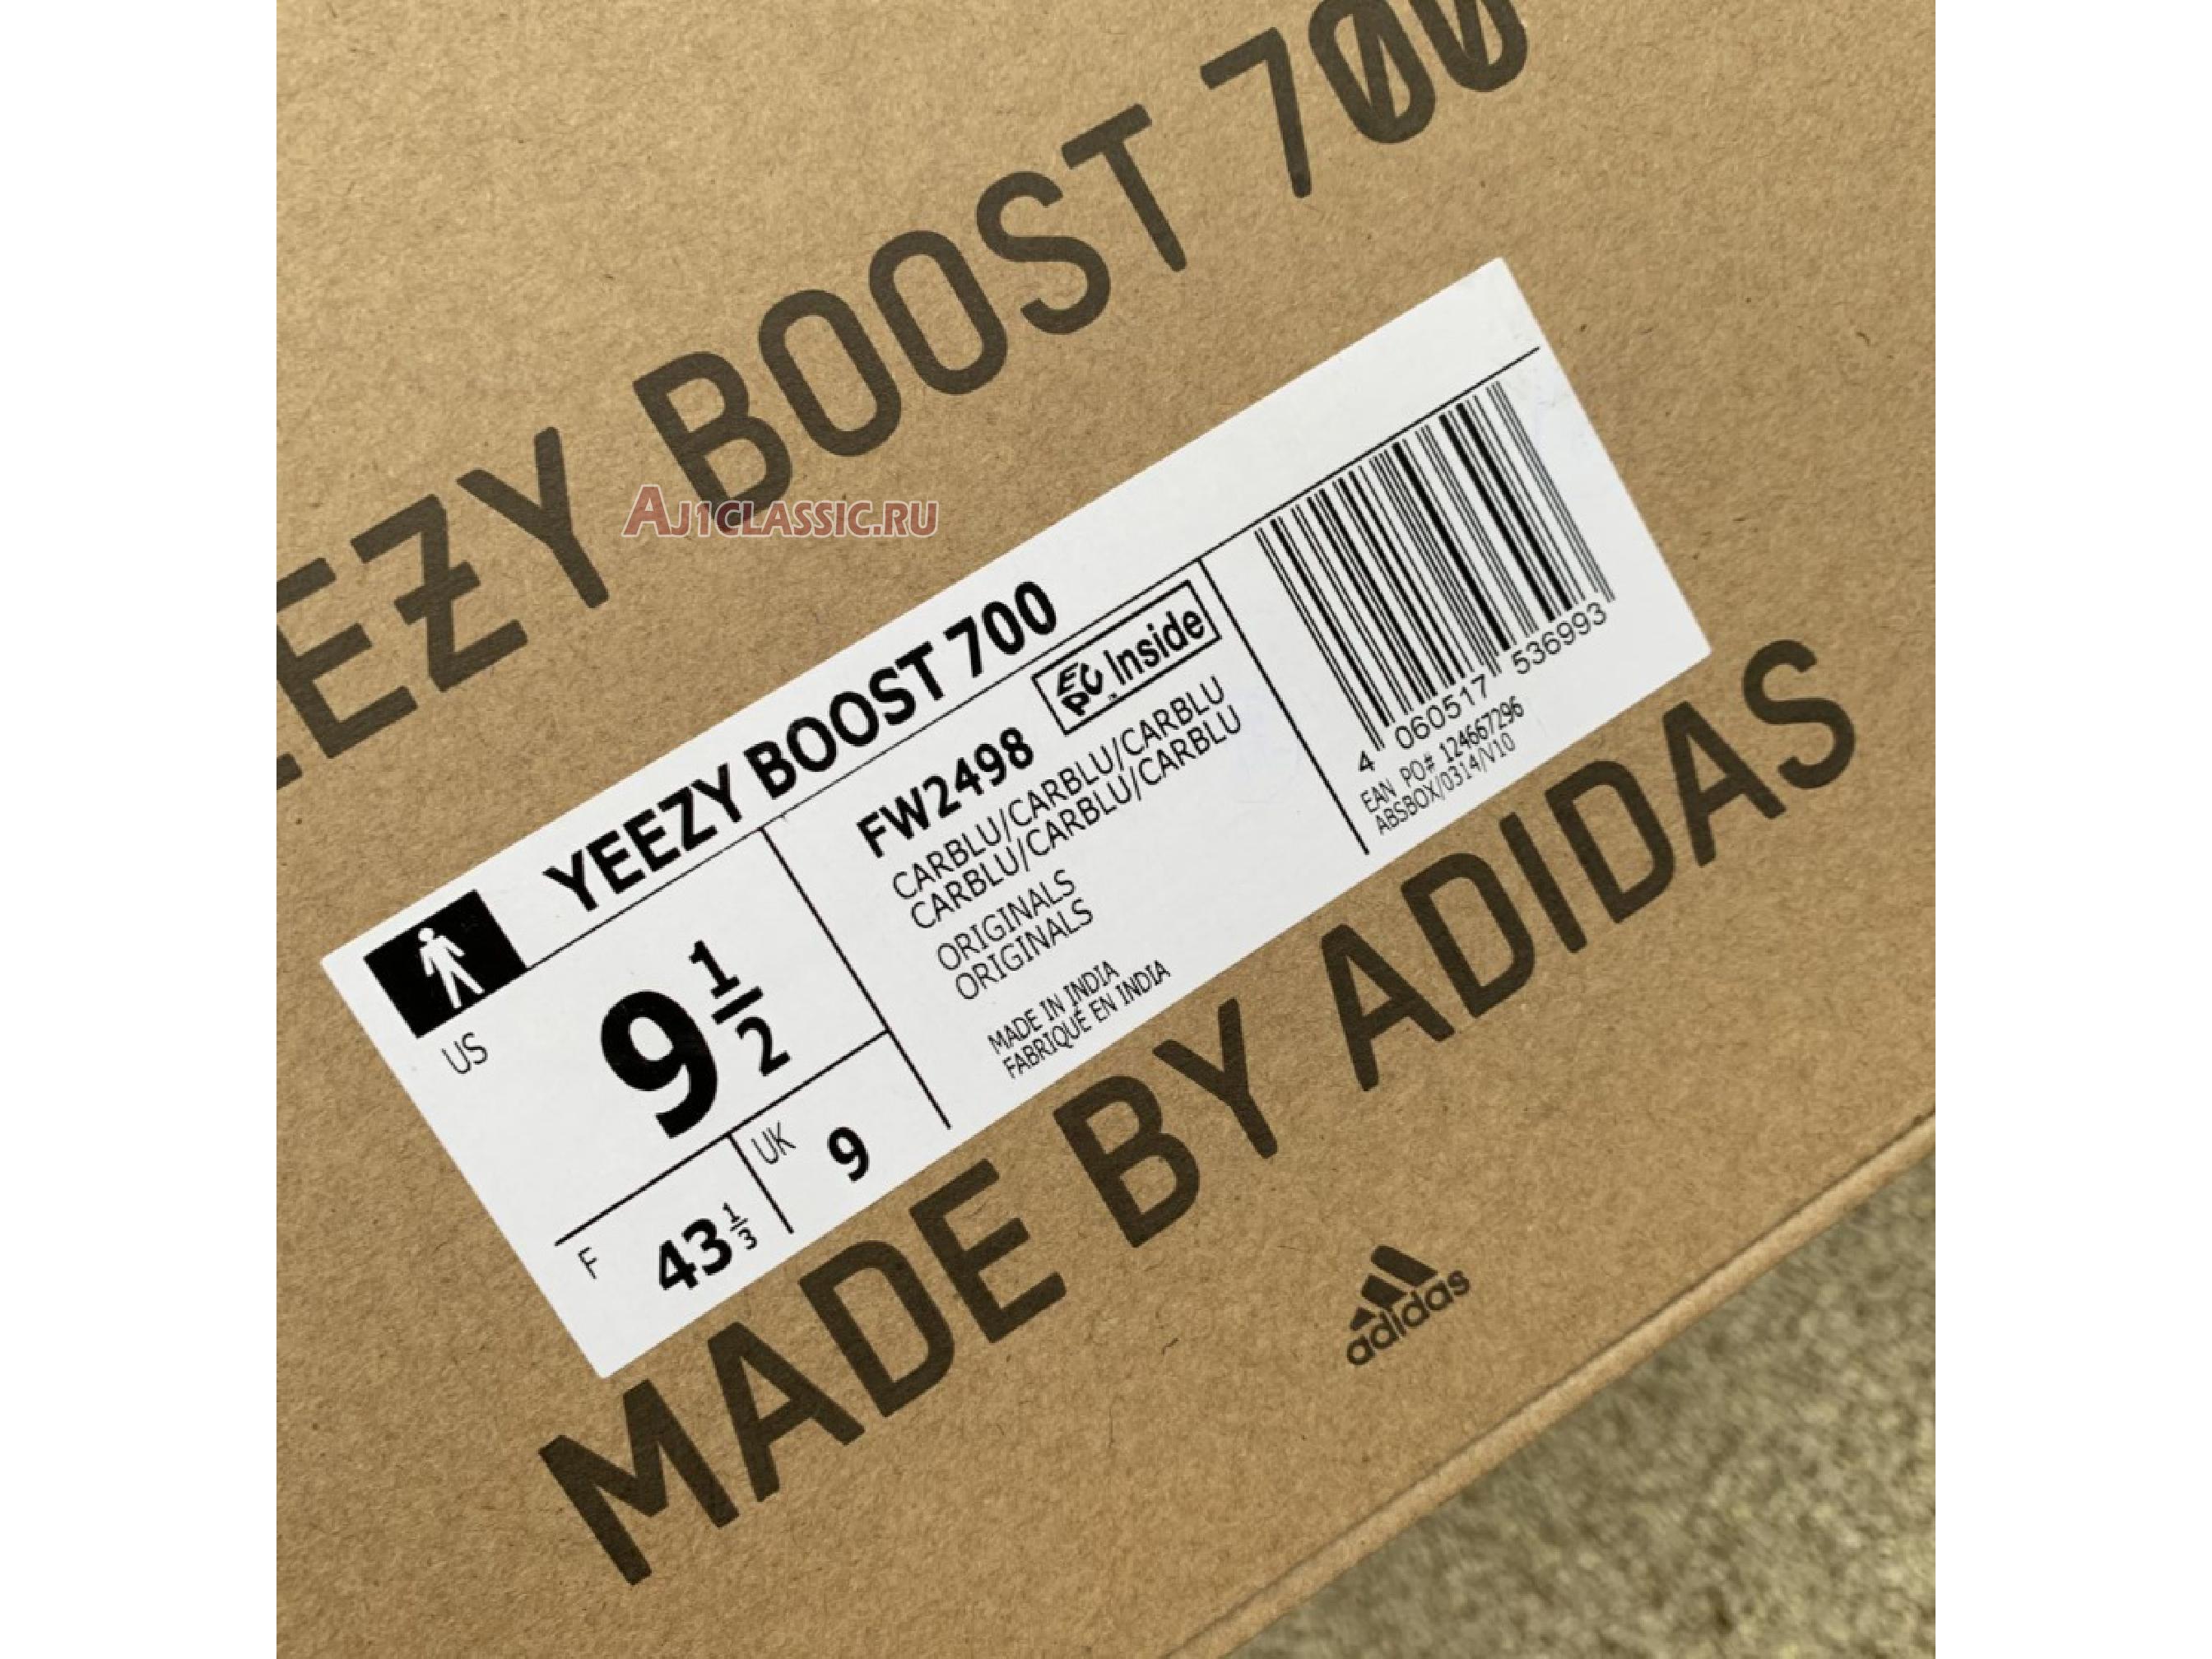 EEZY BOOST 700
AJ1CLASSIC.RU
YEEZY BOOST 700
US
9 1/2
F
43 1/3
UK
9
FW2498
EPC Inside
CARBLU/CARBLU/CARBLU
CARBLU/CARBLU/CARBLU
ORIGINALS
ORIGINALS
MADE IN INDIA
FABRIQUÉ EN INDIA
4 060517 536993
EAN PO# 124667296
ABSBOX/0314/V10
MADE BY ADIDAS
adidas